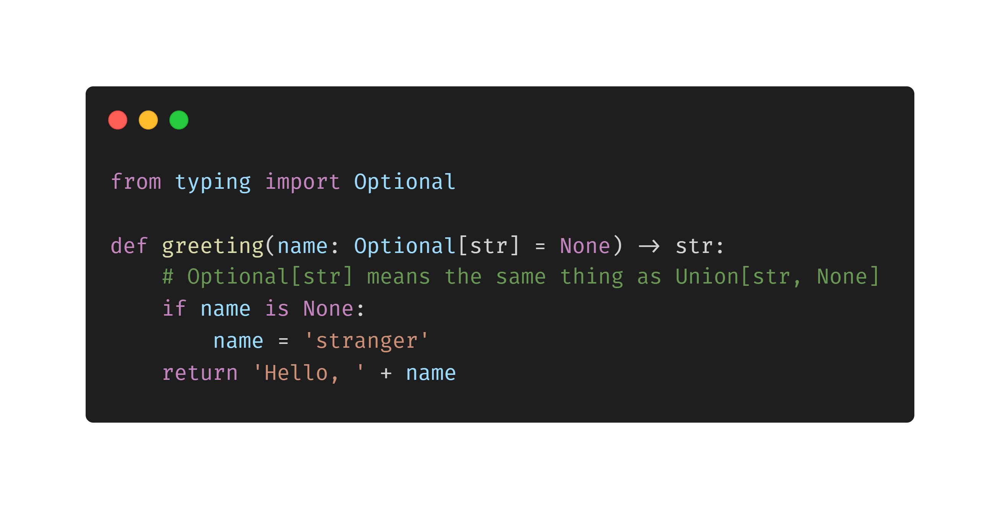 from typing import Optional
def greeting(name: Optional[str] = None) -> str:
    # Optional[str] means the same thing as Union[str, None]
    if name is None:
        name = 'stranger'
    return 'Hello, ' + name